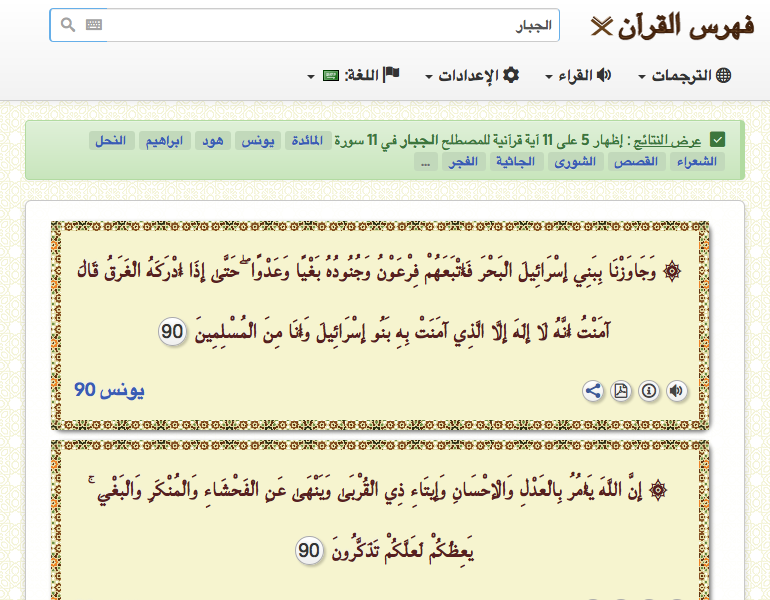 فهرس القرآن
الجبار
الترجمات القراء الإعدادات اللغة:
عرض النتائج : إظهار 5 على 11 آية قرآنية للمصطلح الجبار في 11 سورة المائدة يونس هود ابراهيم النحل
الشعراء القصص الشورى الجاثية الفجر ...
۞ وَجَاوَزْنَا بِبَنِي إِسْرَائِيلَ الْبَحْرَ فَأَتْبَعَهُمْ فِرْعَوْنُ وَجُنُودُهُ بَغْيًا وَعَدْوًا ۖ حَتَّىٰ إِذَا أَدْرَكَهُ الْغَرَقُ قَالَ
آمَنْتُ أَنَّهُ لَا إِلَٰهَ إِلَّا الَّذِي آمَنَتْ بِهِ بَنُو إِسْرَائِيلَ وَأَنَا مِنَ الْمُسْلِمِينَ 90
يونس 90
۞ إِنَّ اللَّهَ يَأْمُرُ بِالْعَدْلِ وَالْإِحْسَانِ وَإِيتَاءِ ذِي الْقُرْبَىٰ وَيَنْهَىٰ عَنِ الْفَحْشَاءِ وَالْمُنْكَرِ وَالْبَغْيِ ۚ
يَعِظُكُمْ لَعَلَّكُمْ تَذَكَّرُونَ 90